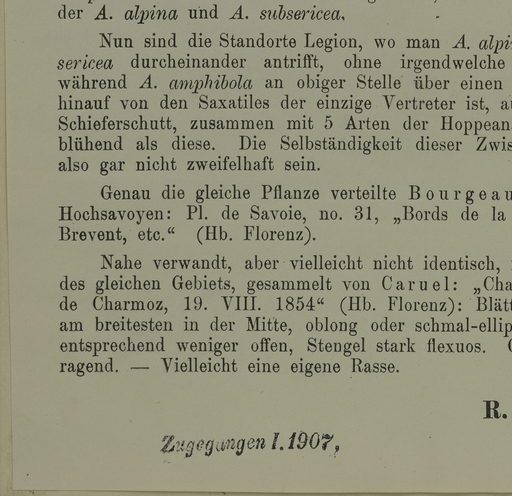 der A. alpina und A. subsericea.
Nun sind die Standorte Legion, wo man A. alpi
sericea durcheinander antrifft, ohne irgendwelche
während A. amphibola an obiger Stelle über einen
hinauf von den Saxatiles der einzige Vertreter ist, a
Schieferschutt, zusammen mit 5 Arten der Hoppean
blühend als diese. Die Selbständigkeit dieser Zwis
also gar nicht zweifelhaft sein.
Genau die gleiche Pflanze verteilte Bourgeau
Hochsavoyen: Pl. de Savoie, no. 31, „Bords de la
Brevent, etc.“ (Hb. Florenz).
Nahe verwandt, aber vielleicht nicht identisch,
des gleichen Gebiets, gesammelt von Caruel: „Cha
de Charmoz, 19. VIII. 1854“ (Hb. Florenz): Blätt
am breitesten in der Mitte, oblong oder schmal-ellip
entsprechend weniger offen, Stengel stark flexuos.
ragend. — Vielleicht eine eigene Rasse.
R.
Zugegangen I. 1907,